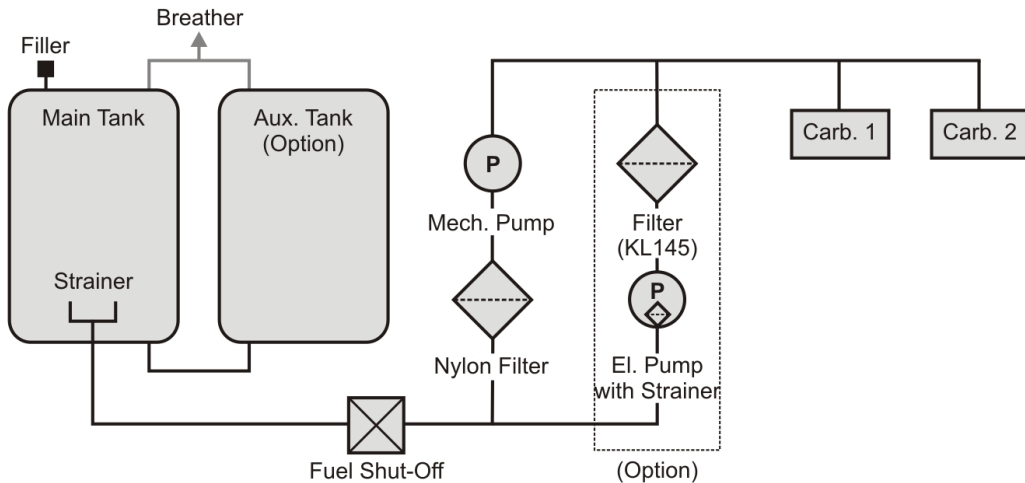 Breather
Filler
Main Tank
Aux. Tank
(Option)
Strainer
P
Mech. Pump
Nylon Filter
Filter
(KL145)
P
El. Pump
with Strainer
Carb. 1
Carb. 2
Fuel Shut-Off
(Option)